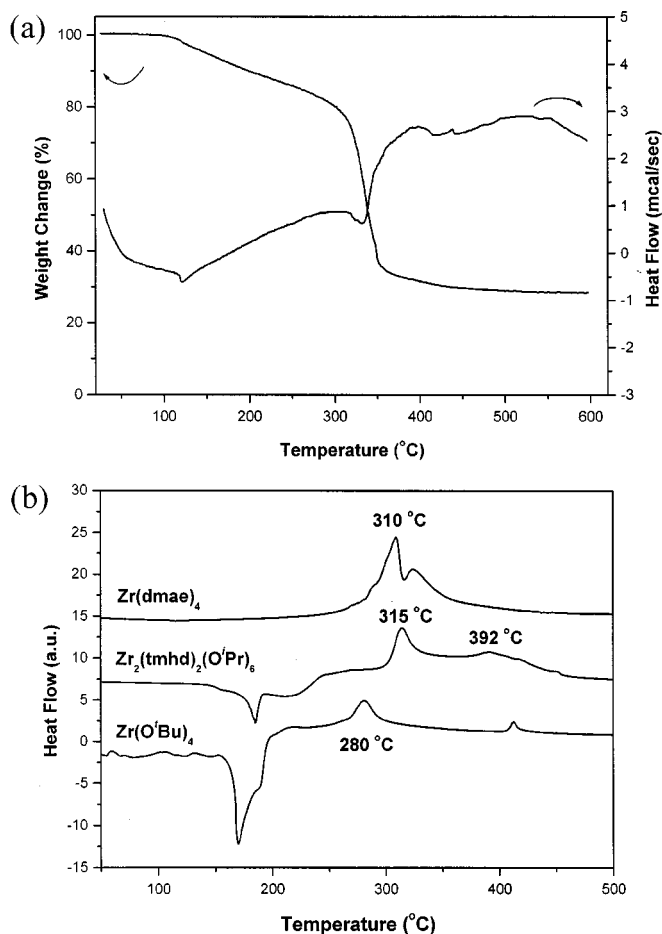 (a)
100
80
60
40
20
0
Weight Change (%)
5
4
3
2
1
0
-1
-2
-3
Heat Flow (mcal/sec)
100 200 300 400 500 600
Temperature (°C)
(b)
30
25
20
15
10
5
0
-5
-10
-15
Heat Flow (a.u.)
310 °C
Zr(dmae)4
315 °C
392 °C
Zr2(tmhd)2(OiPr)6
Zr(OtBu)4
280 °C
100 200 300 400 500
Temperature (°C)